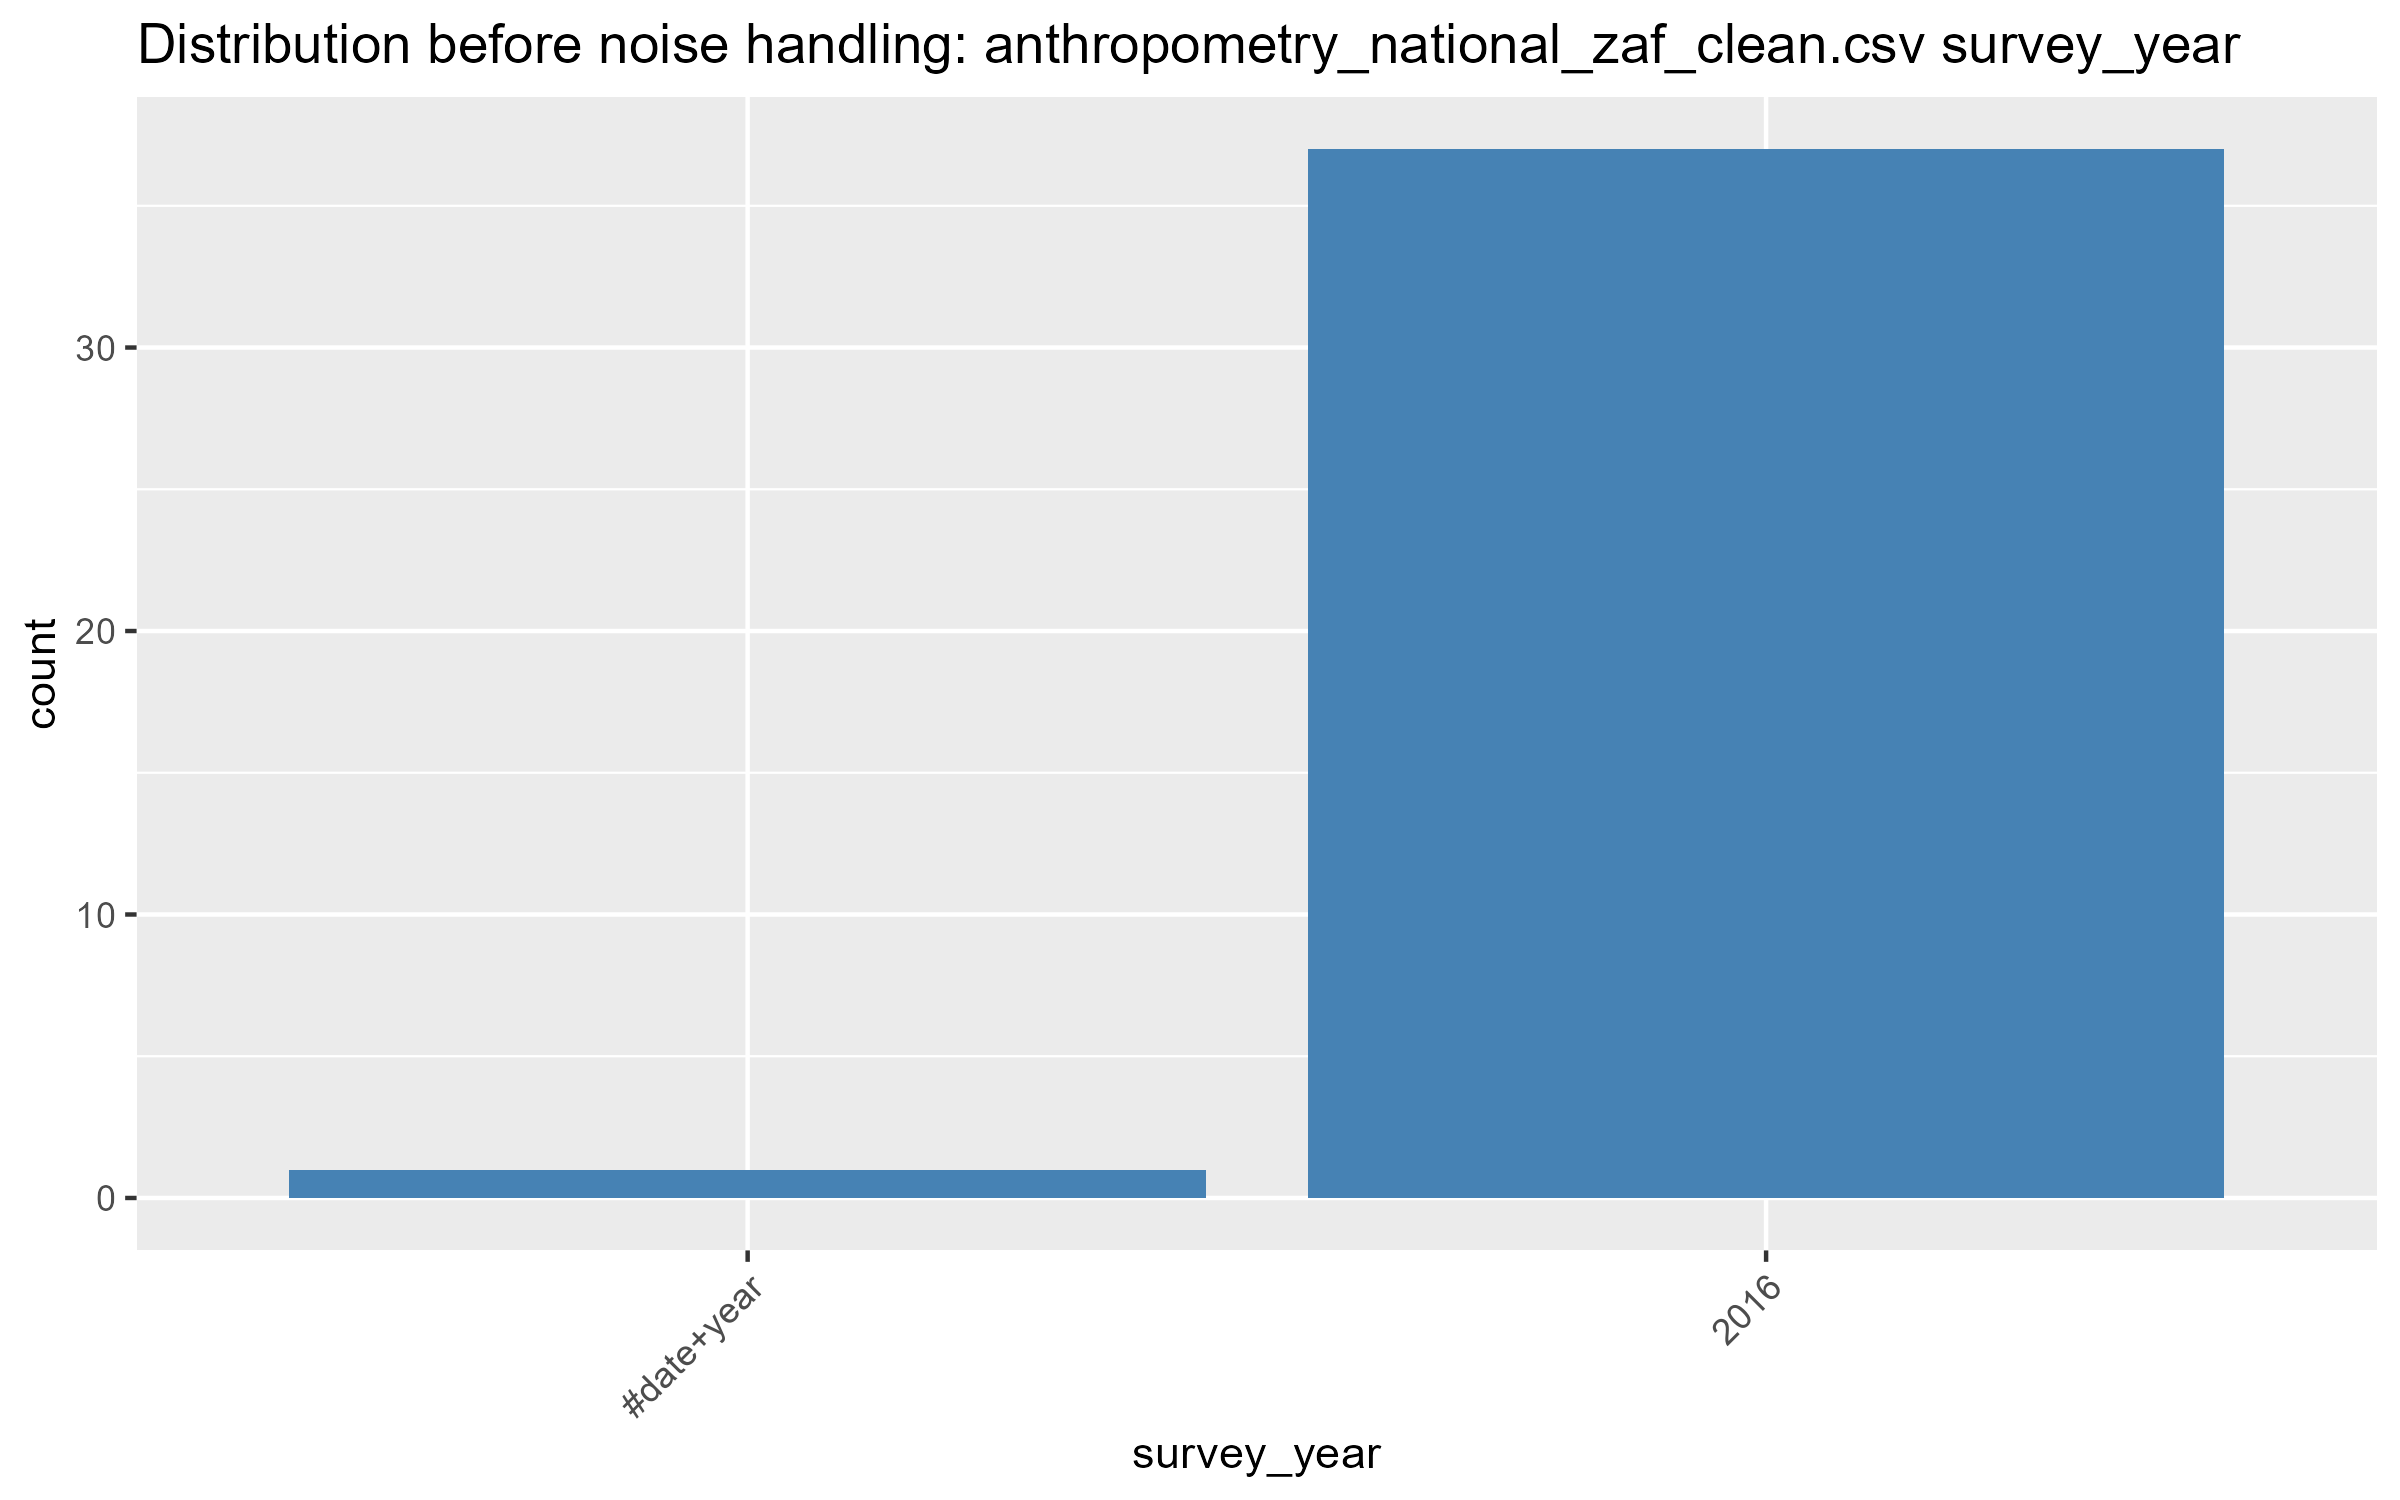 Distribution before noise handling: anthropometry_national_zaf_clean.csv survey_year
count
30
20
10
0
#date+year
2016
survey_year